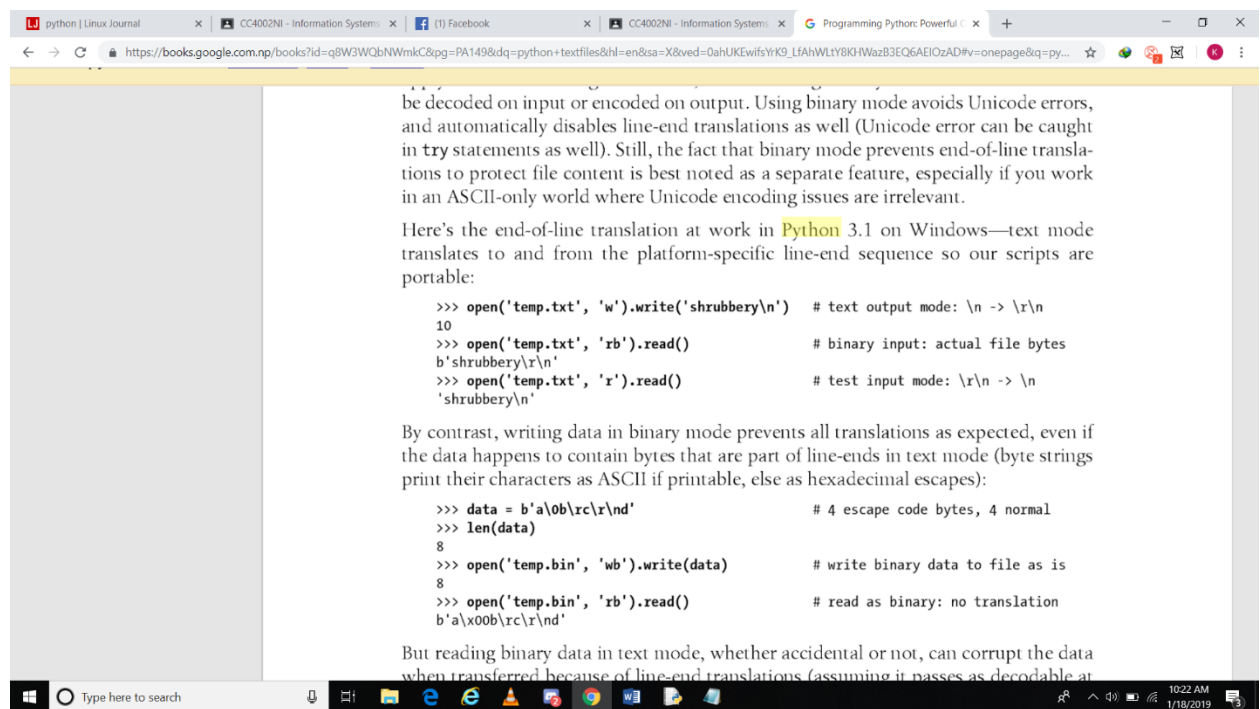 python | Linux Journal
CC4002NI - Information Systems
(1) Facebook
CC4002NI - Information Systems
Programming Python: Powerful
https://books.google.com.np/books?id=q8W3WQbNWmkC&pg=PA149&dq=python+textfiles&hl=en&sa=X&ved=0ahUKEwifsYrK9_LfAhWLtY8KHWazB3EQ6AEIOzAD#v=onepage&q=py...
K
be decoded on input or encoded on output. Using binary mode avoids Unicode errors,
and automatically disables line-end translations as well (Unicode error can be caught
in try statements as well). Still, the fact that binary mode prevents end-of-line transla-
tions to protect file content is best noted as a separate feature, especially if you work
in an ASCII-only world where Unicode encoding issues are irrelevant.
Here's the end-of-line translation at work in Python 3.1 on Windows—text mode
translates to and from the platform-specific line-end sequence so our scripts are
portable:
>>> open('temp.txt', 'w').write('shrubbery\n') # text output mode: \n -> \r\n
10
>>> open('temp.txt', 'rb').read() # binary input: actual file bytes
b'shrubbery\r\n'
>>> open('temp.txt', 'r').read() # test input mode: \r\n -> \n
'shrubbery\n'
By contrast, writing data in binary mode prevents all translations as expected, even if
the data happens to contain bytes that are part of line-ends in text mode (byte strings
print their characters as ASCII if printable, else as hexadecimal escapes):
>>> data = b'a\0b\rc\r\nd' # 4 escape code bytes, 4 normal
>>> len(data)
8
>>> open('temp.bin', 'wb').write(data) # write binary data to file as is
8
>>> open('temp.bin', 'rb').read() # read as binary: no translation
b'a\x00b\rc\r\nd'
But reading binary data in text mode, whether accidental or not, can corrupt the data
when transferred because of line-end translations (assuming it passes as decodable at
Type here to search
10:22 AM
1/18/2019